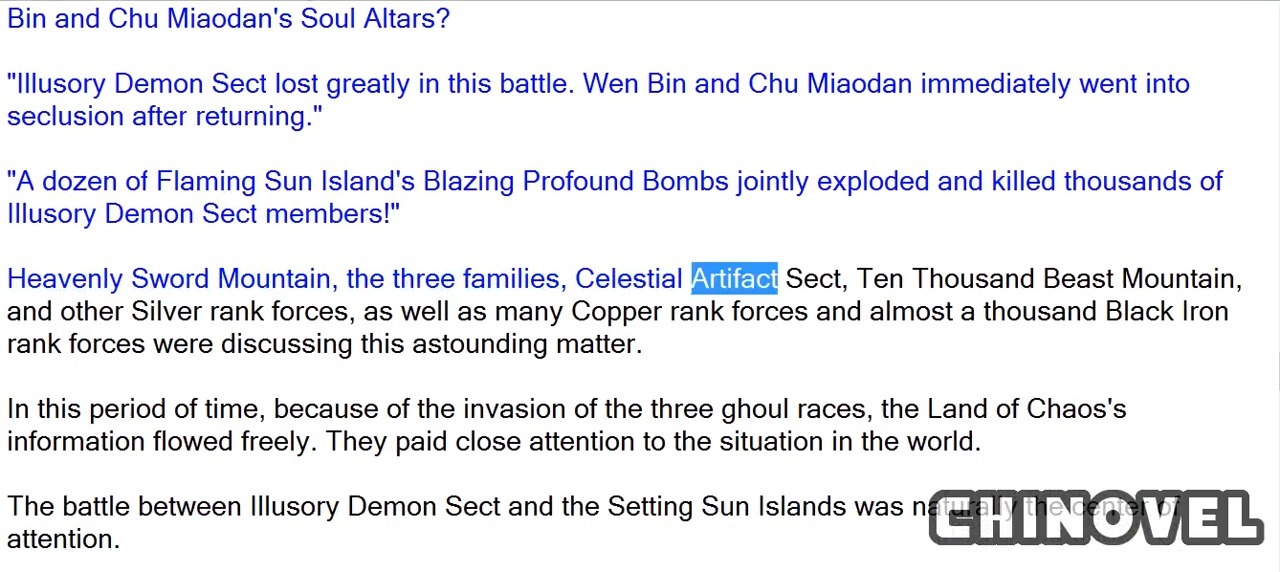 Bin and Chu Miaodan's Soul Altars?
"Illusory Demon Sect lost greatly in this battle. Wen Bin and Chu Miaodan immediately went into
seclusion after returning."
"A dozen of Flaming Sun Island's Blazing Profound Bombs jointly exploded and killed thousands of
Illusory Demon Sect members!"
Heavenly Sword Mountain, the three families, Celestial Artifact Sect, Ten Thousand Beast Mountain,
and other Silver rank forces, as well as many Copper rank forces and almost a thousand Black Iron
rank forces were discussing this astounding matter.
In this period of time, because of the invasion of the three ghoul races, the Land of Chaos's
information flowed freely. They paid close attention to the situation in the world.
The battle between Illusory Demon Sect and the Setting Sun Islands was naturally the center of
attention.
CHINOVEL